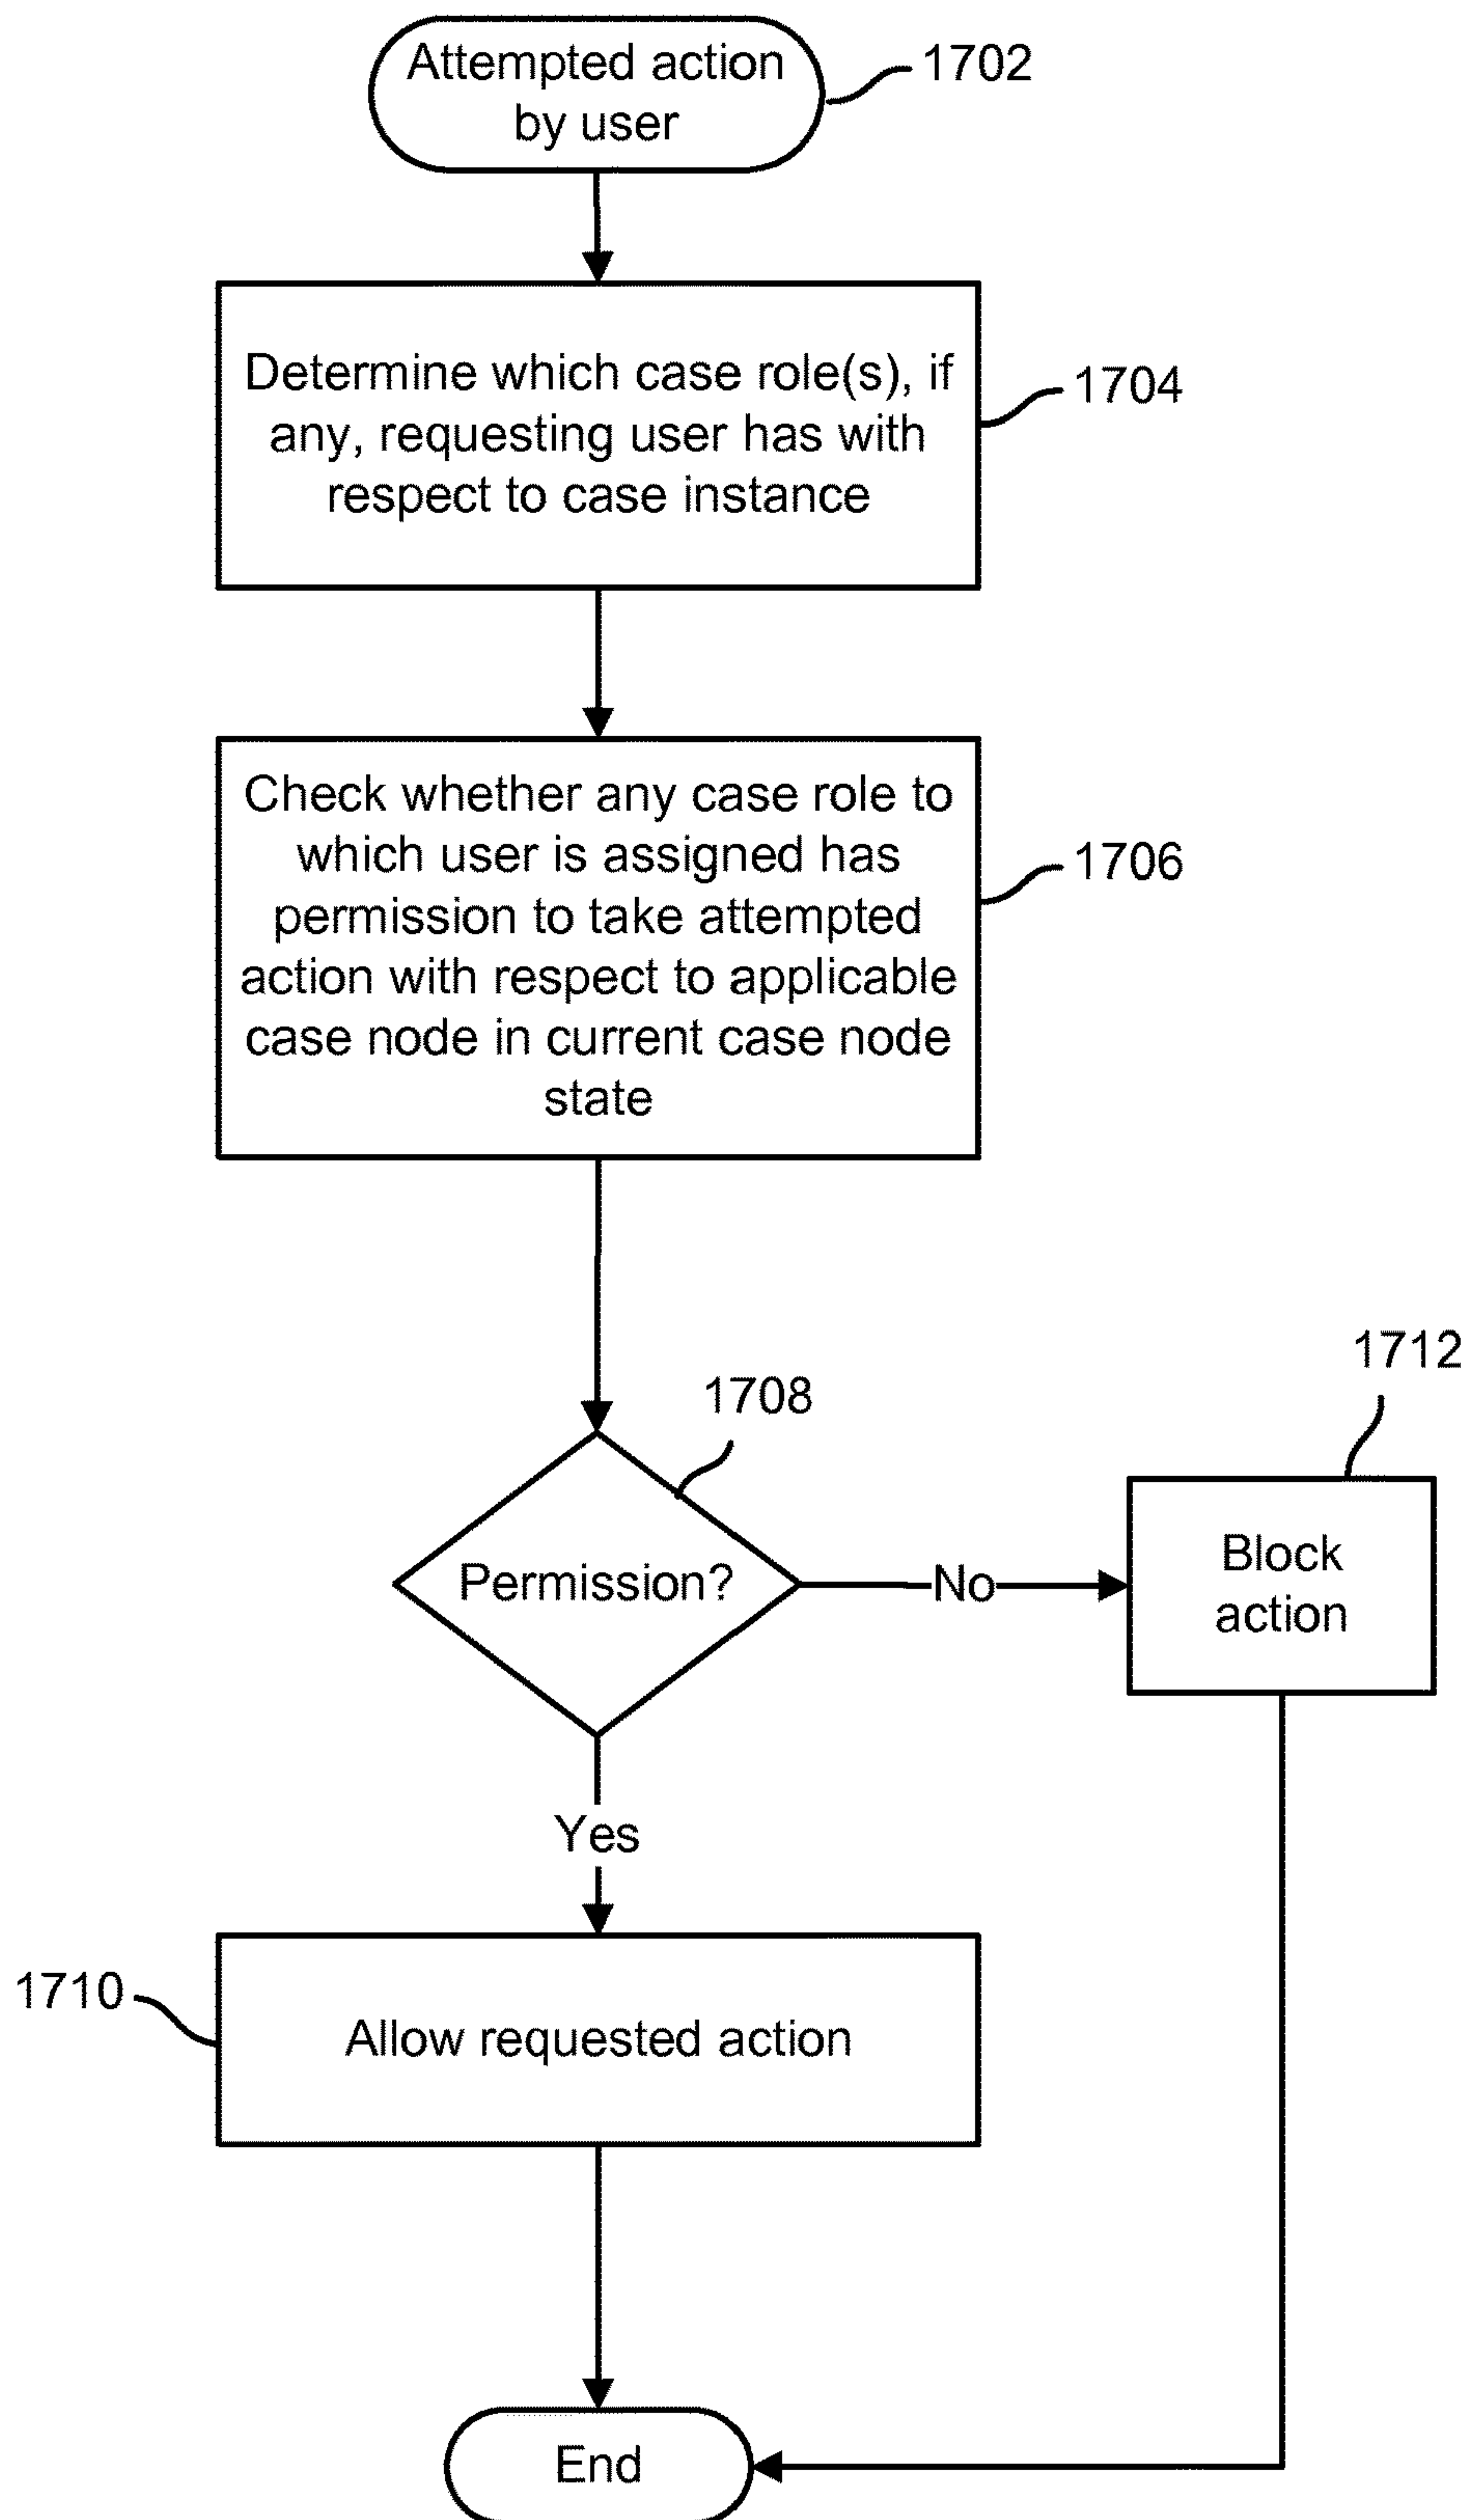 Attempted action
by user
1702
Determine which case role(s), if
any, requesting user has with
respect to case instance
1704
Check whether any case role to
which user is assigned has
permission to take attempted
action with respect to applicable
case node in current case node
state
1706
1708
Permission?
No
1712
Block
action
Yes
1710
Allow requested action
End